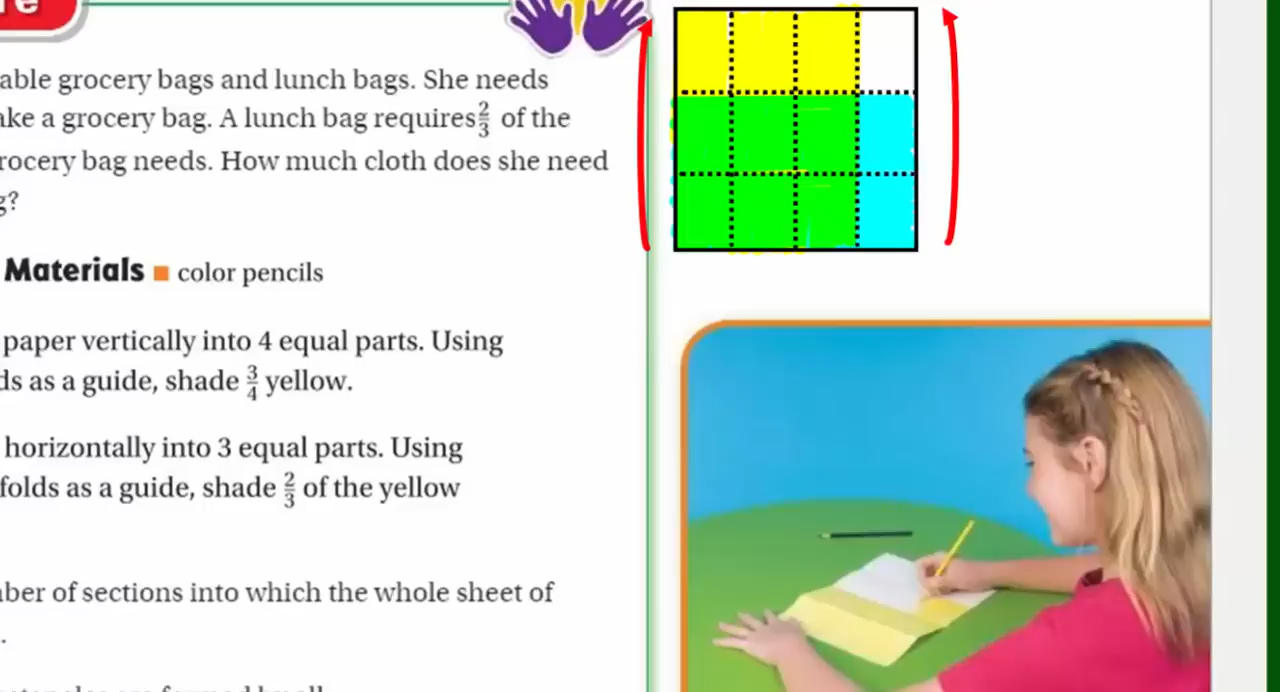 re
able grocery bags and lunch bags. She needs
ake a grocery bag. A lunch bag requires 2/3 of the
rocery bag needs. How much cloth does she need
g?
Materials ■ color pencils
paper vertically into 4 equal parts. Using
ds as a guide, shade 3/4 yellow.
horizontally into 3 equal parts. Using
folds as a guide, shade 2/3 of the yellow
ber of sections into which the whole sheet of
.